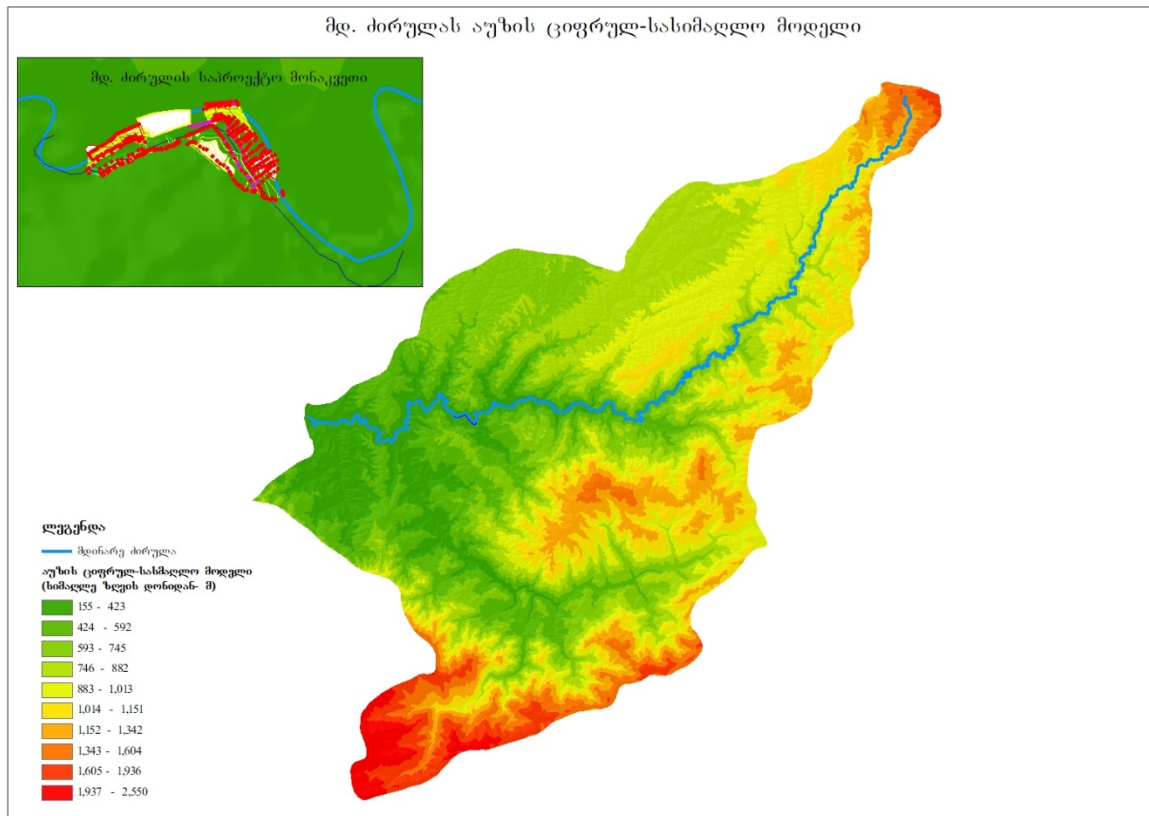 მდ. ძირულას აუზის ციფრულ-სასიმაღლო მოდელი
მდ. ძირულის საპროექტო მონაკვეთი
ლეგენდა
მდინარე ძირულა
აუზის ციფრულ-სასმაღლო მოდელი
(სიმაღლე ზღვის დონიდან- მ)
155 - 423
424 - 592
593 - 745
746 - 882
883 - 1,013
1,014 - 1,151
1,152 - 1,342
1,343 - 1,604
1,605 - 1,936
1,937 - 2,550